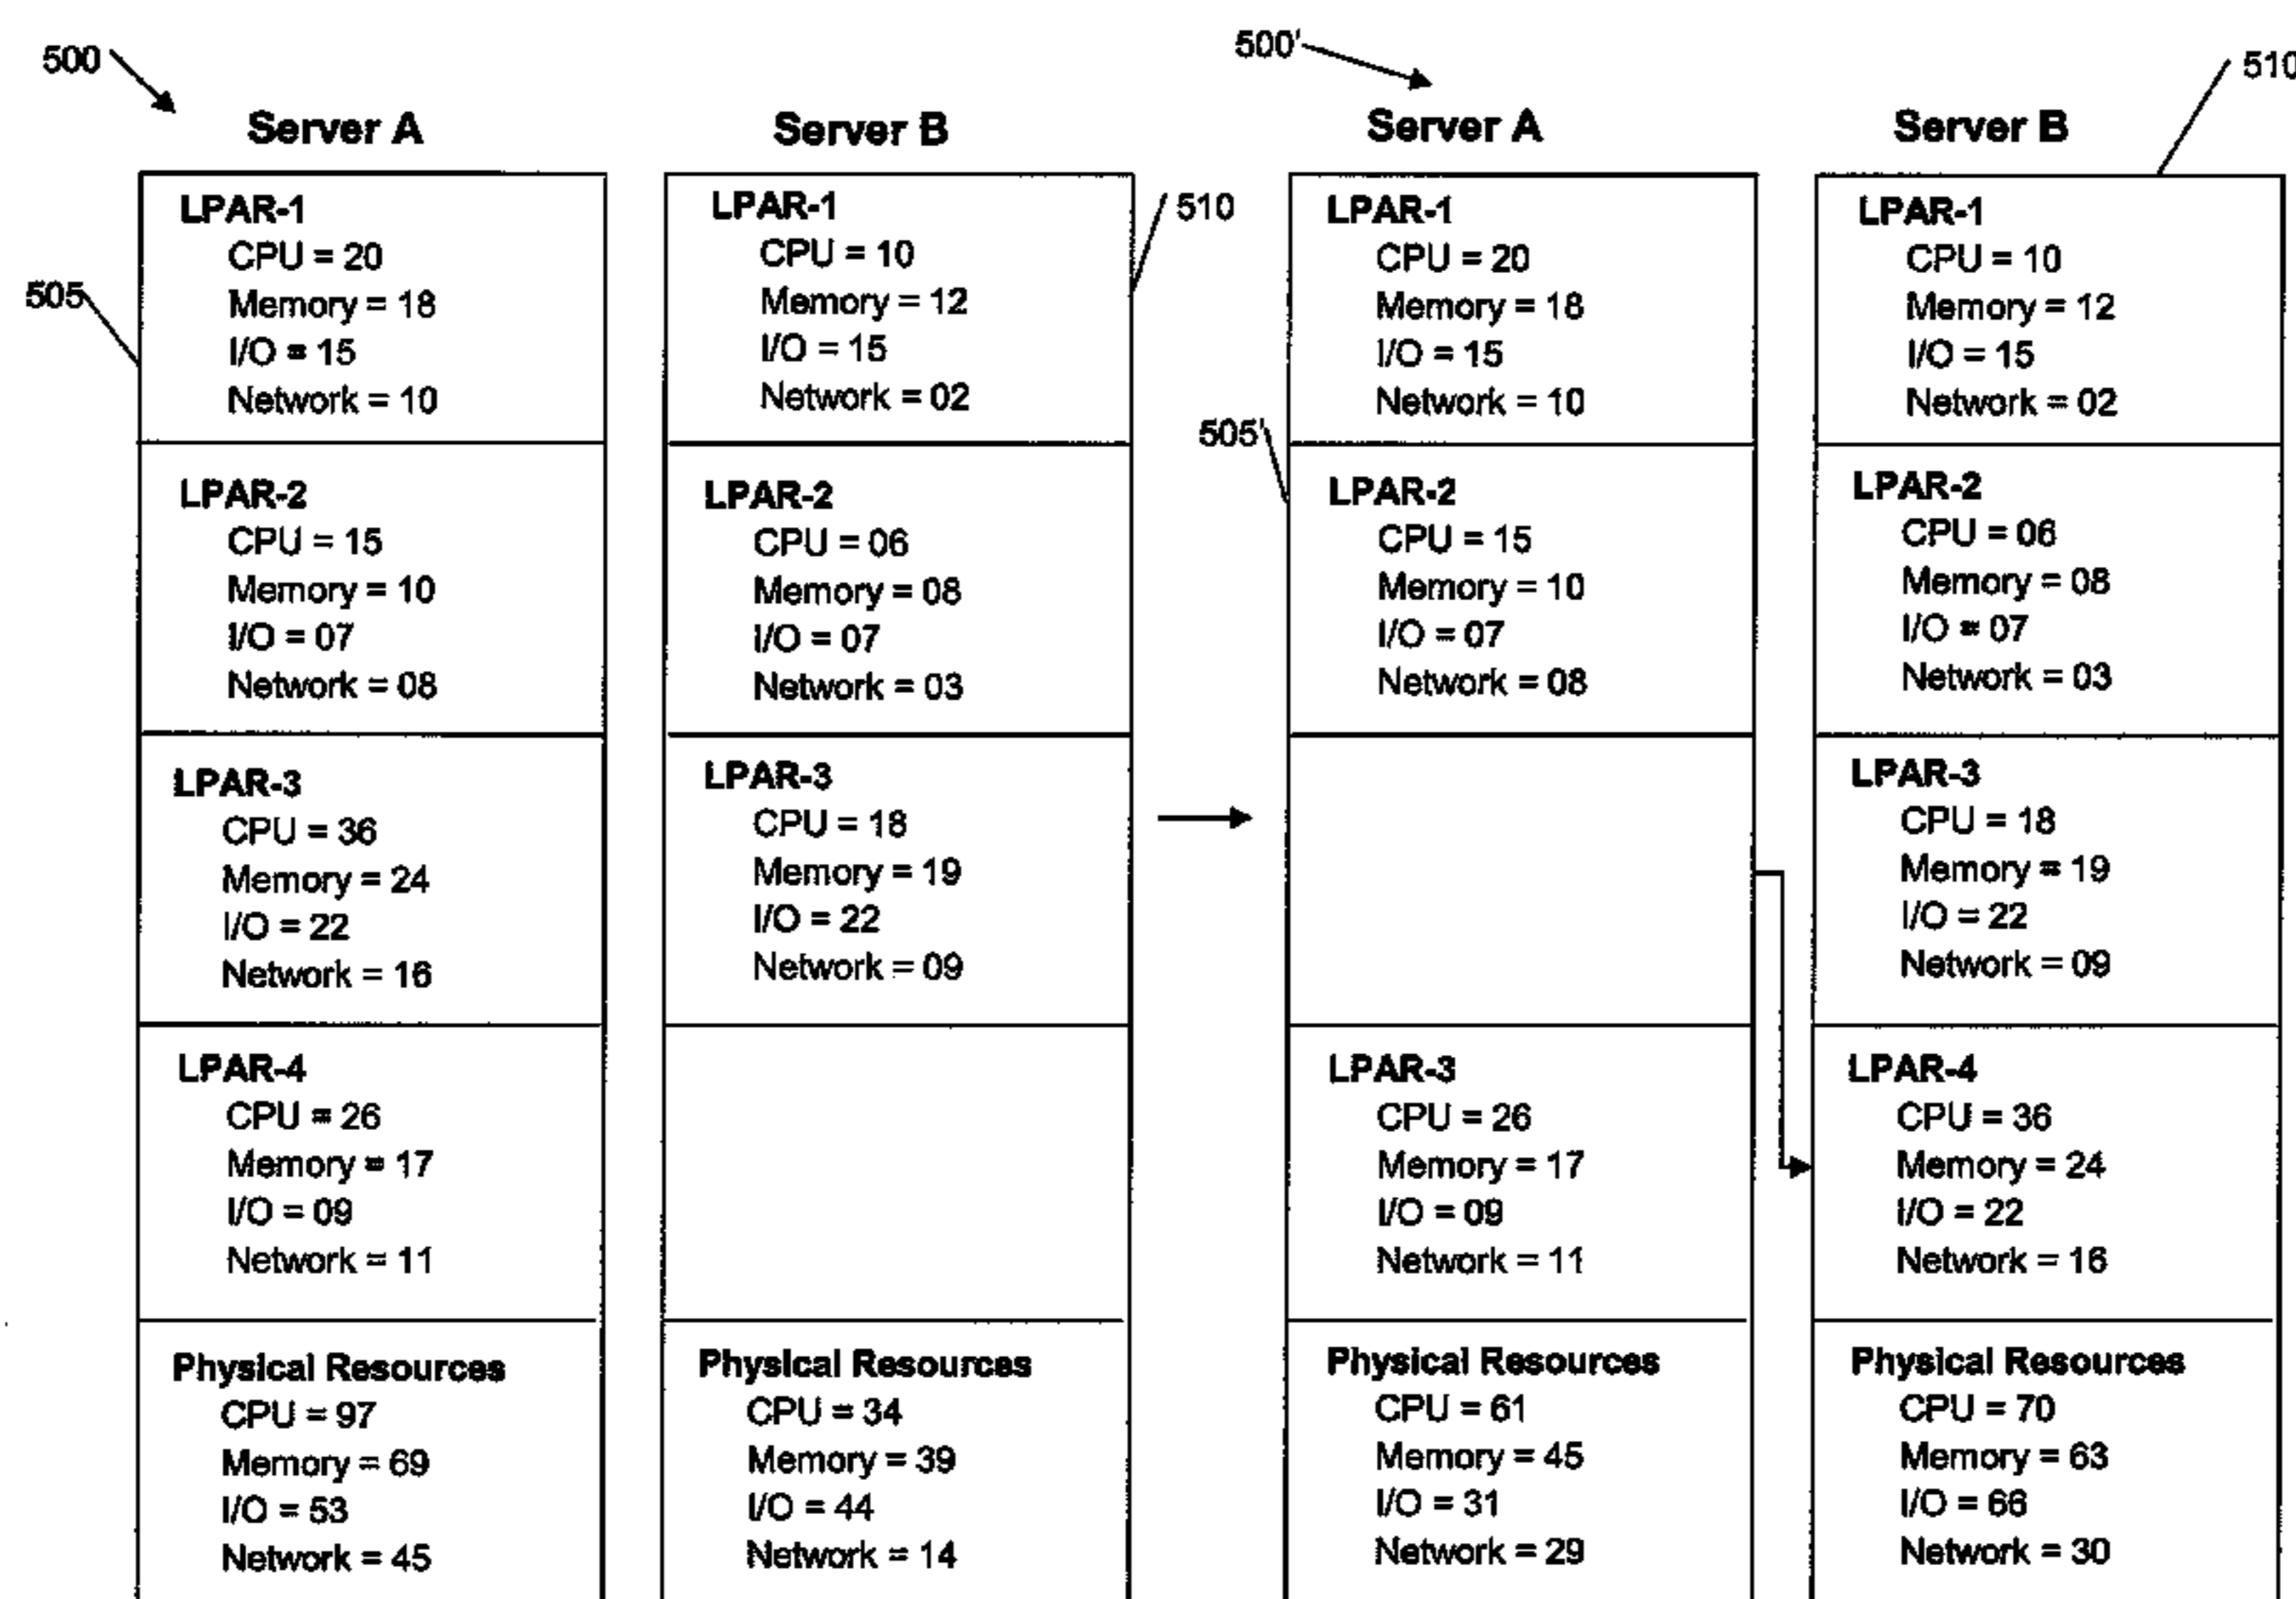 500
Server A
LPAR-1
CPU = 20
Memory = 18
I/O = 15
Network = 10
505
LPAR-2
CPU = 15
Memory = 10
I/O = 07
Network = 08
LPAR-3
CPU = 36
Memory = 24
I/O = 22
Network = 16
LPAR-4
CPU = 26
Memory = 17
I/O = 09
Network = 11
Physical Resources
CPU = 97
Memory = 69
I/O = 53
Network = 45
Server B
LPAR-1
CPU = 10
Memory = 12
I/O = 15
Network = 02
510
LPAR-2
CPU = 06
Memory = 08
I/O = 07
Network = 03
LPAR-3
CPU = 18
Memory = 19
I/O = 22
Network = 09
Physical Resources
CPU = 34
Memory = 39
I/O = 44
Network = 14
500'
Server A
LPAR-1
CPU = 20
Memory = 18
I/O = 15
Network = 10
505'
LPAR-2
CPU = 15
Memory = 10
I/O = 07
Network = 08
LPAR-3
CPU = 26
Memory = 17
I/O = 09
Network = 11
Physical Resources
CPU = 61
Memory = 45
I/O = 31
Network = 29
510
Server B
LPAR-1
CPU = 10
Memory = 12
I/O = 15
Network = 02
LPAR-2
CPU = 06
Memory = 08
I/O = 07
Network = 03
LPAR-3
CPU = 18
Memory = 19
I/O = 22
Network = 09
LPAR-4
CPU = 36
Memory = 24
I/O = 22
Network = 16
Physical Resources
CPU = 70
Memory = 63
I/O = 66
Network = 30